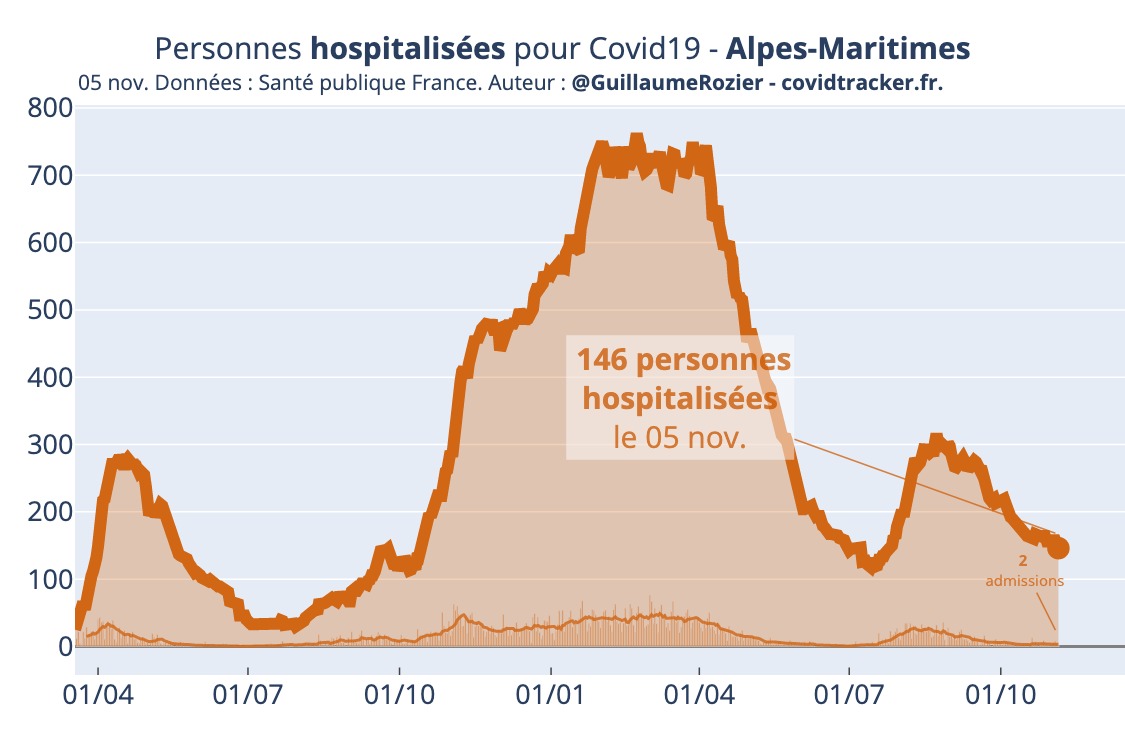 Personnes hospitalisées pour Covid19 - Alpes-Maritimes
05 nov. Données : Santé publique France. Auteur : @GuillaumeRozier - covidtracker.fr.
800
700
600
500
400
300
200
100
0
146 personnes
hospitalisées
le 05 nov.
2
admissions
01/04 01/07 01/10 01/01 01/04 01/07 01/10